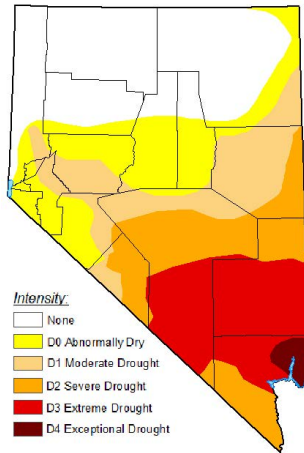 Intensity:
None
D0 Abnormally Dry
D1 Moderate Drought
D2 Severe Drought
D3 Extreme Drought
D4 Exceptional Drought